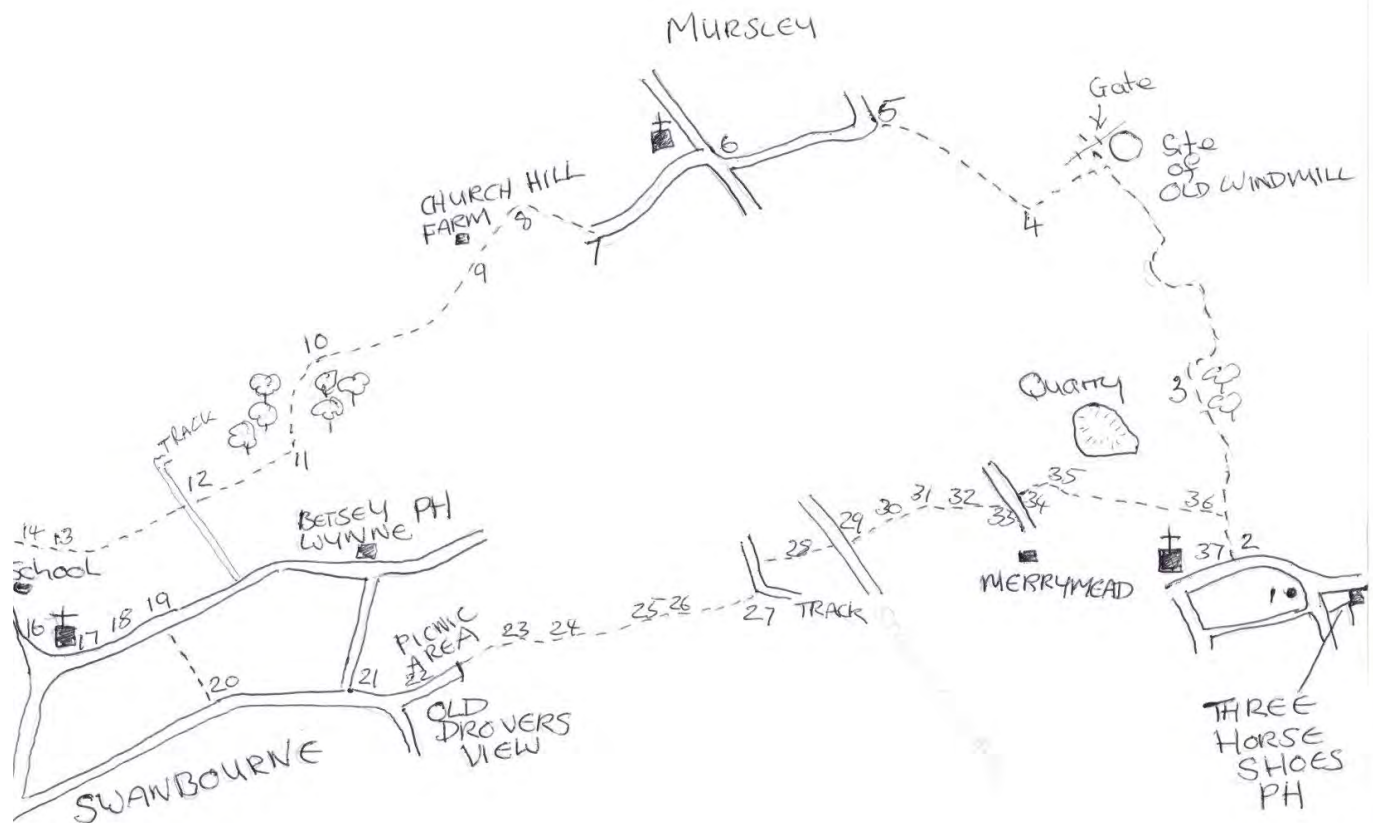 MURSLEY
Gate
Site
of
OLD WINDMILL
5
6
4
CHURCH HILL
FARM
8
7
9
10
Quarry
3
TRACK
11
12
35
36
34
33
32
31
30
29
28
14 13
School
BETSEY PH
WYNNE
37 2
MERRYMEAD
1
16
17
18
19
PICNIC
AREA
23
24
25 26
27 TRACK
20
21
22
OLD
DROVERS
VIEW
SWANBOURNE
THREE
HORSE
SHOES
PH